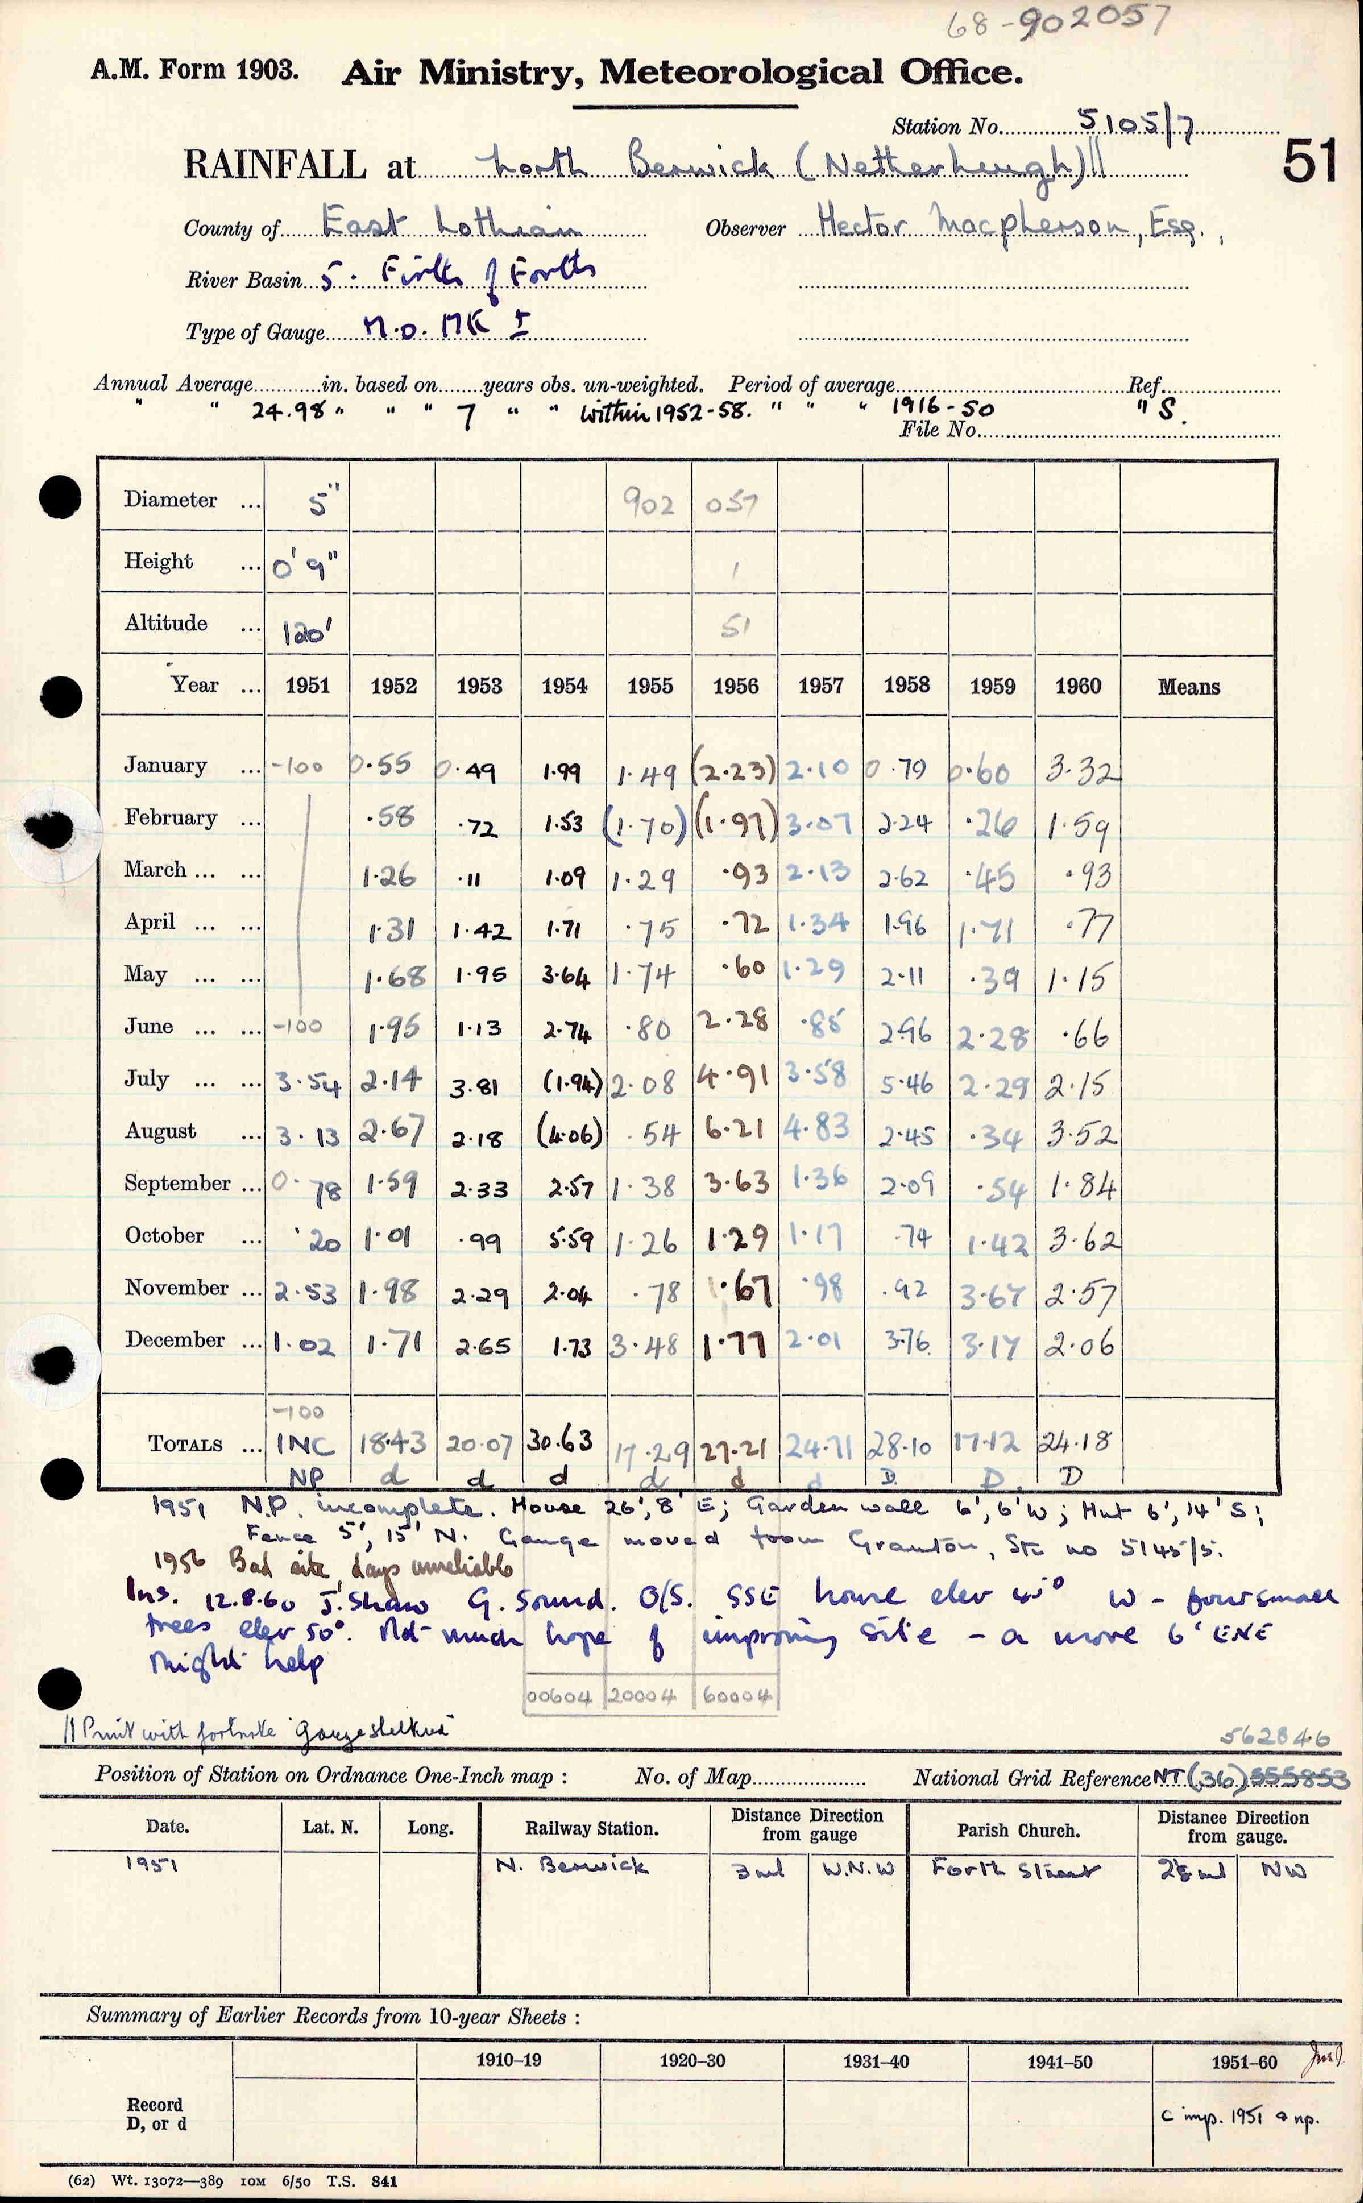 68-902057
A.M. Form 1903. Air Ministry, Meteorological Office.
Station No. 5105/7
51
RAINFALL at North Berwick (Netherheugh)||
County of East Lothian Observer Hector Macpherson, Esq.,
River Basin 5. Firth of Forth
Type of Gauge M.O. MK I
Annual Average in. based on years obs. un-weighted. Period of average Ref.
" " 24.98 " " " 7 " " Within 1952-58. " " " 1916-50 " S.
File No.
Diameter ... 5" 902 057
Height ... 0' 9" 1
Altitude ... 120' 51
Year ... 1951 1952 1953 1954 1955 1956 1957 1958 1959 1960 Means
January ... -100 0.55 0.49 1.99 1.49 (2.23) 2.10 0.79 0.60 3.32
February ... .58 .72 1.53 (1.70) (1.97) 3.07 2.24 .26 1.59
March ... ... 1.26 .11 1.09 1.29 .93 2.13 2.62 .45 .93
April ... ... 1.31 1.42 1.71 .75 .72 1.34 1.96 1.71 .77
May ... ... 1.68 1.95 3.64 1.74 .60 1.29 2.11 .39 1.15
June ... ... -100 1.95 1.13 2.74 .80 2.28 .85 2.96 2.28 .66
July ... ... 3.54 2.14 3.81 (1.94) 2.08 4.91 3.58 5.46 2.29 2.15
August ... 3.13 2.67 2.18 (4.06) .54 6.21 4.83 2.45 .34 3.52
September ... 0.78 1.59 2.33 2.57 1.38 3.63 1.36 2.09 .54 1.84
October ... .20 1.01 .99 5.59 1.26 1.29 1.17 .74 1.42 3.62
November ... 2.53 1.98 2.29 2.04 .78 1.67 .98 .92 3.67 2.57
December ... 1.02 1.71 2.65 1.73 3.48 1.77 2.01 3.76 3.17 2.06
-100
TOTALS ... INC 18.43 20.07 30.63 17.29 27.21 24.71 28.10 17.12 24.18
NP d d d d d d D D D
1951 N.P. incomplete. House 26', 8' E; Garden wall 6', 6' W; Hut 6', 14' S;
Fence 5', 15' N. Gauge moved from Granton, Stn no 5145/5.
1956 Bad site, days unreliable
Ins. 12.8.60 J. Shaw G. Sound. O/S. SSE house elev 45° W - four small
trees elev 50°. Not much hope of improving site - a move 6' ENE
might help
00604 20004 60004
|| Print with footnote 'Gauge sheltered'
562846
Position of Station on Ordnance One-Inch map : No. of Map National Grid Reference NT (36) 555853
Date. Lat. N. Long. Railway Station. Distance Direction from gauge Parish Church. Distance Direction from gauge.
1951 N. Berwick 3 ml W.N.W Forth Street NW
Summary of Earlier Records from 10-year Sheets :
1910-19 1920-30 1931-40 1941-50 1951-60
Record
D, or d
c imp. 1951 a np.
(62) Wt. 13072—389 10M 6/50 T.S. 841